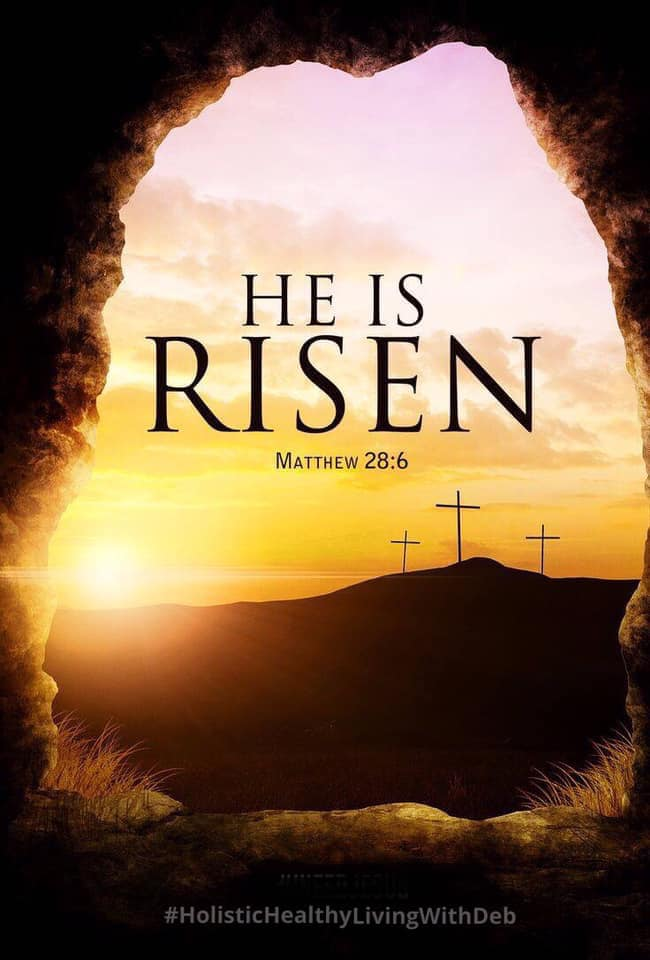 HE IS
RISEN
MATTHEW 28:6
#HolisticHealthyLivingWithDeb